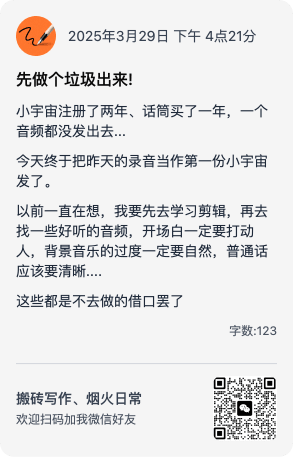 2025年3月29日 下午 4点21分
先做个垃圾出来!
小宇宙注册了两年、话筒买了一年，一个
音频都没发出去...
今天终于把昨天的录音当作第一份小宇宙
发了。
以前一直在想，我要先去学习剪辑，再去
找一些好听的音频，开场白一定要打动
人，背景音乐的过度一定要自然，普通话
应该要清晰....
这些都是不去做的借口罢了
字数:123
搬砖写作、烟火日常
欢迎扫码加我微信好友